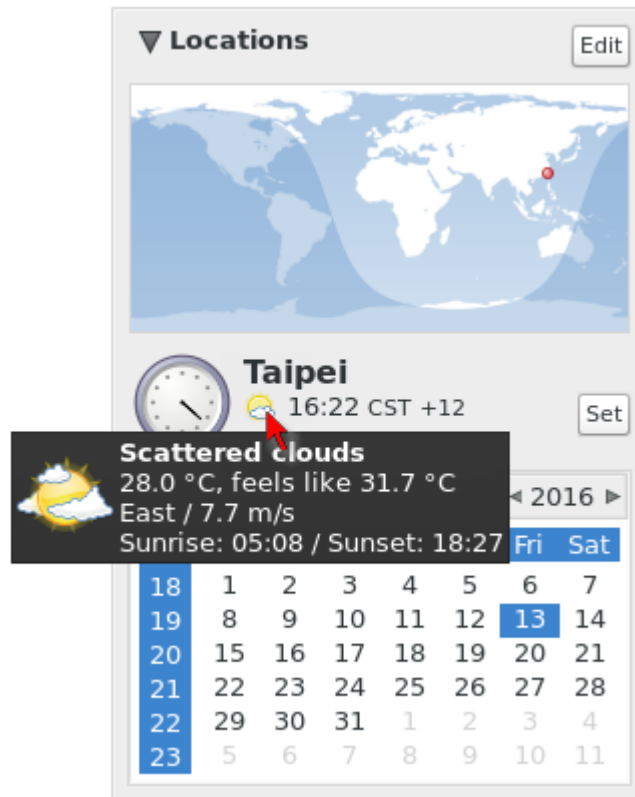 Locations
Edit
Taipei
16:22 CST +12
Set
Scattered clouds
28.0 °C, feels like 31.7 °C
East / 7.7 m/s
Sunrise: 05:08 / Sunset: 18:27
2016
Fri Sat
18 1 2 3 4 5 6 7
19 8 9 10 11 12 13 14
20 15 16 17 18 19 20 21
21 22 23 24 25 26 27 28
22 29 30 31 1 2 3 4
23 5 6 7 8 9 10 11